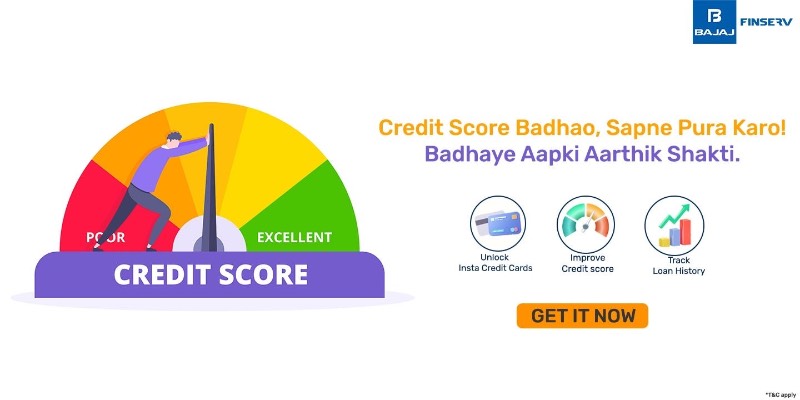 BAJAJ FINSERV
Credit Score Badhao, Sapne Pura Karo!
Badhaye Aapki Aarthik Shakti.
POOR
EXCELLENT
CREDIT SCORE
Unlock
Insta Credit Cards
Improve
Credit score
Track
Loan History
GET IT NOW
*T&C apply